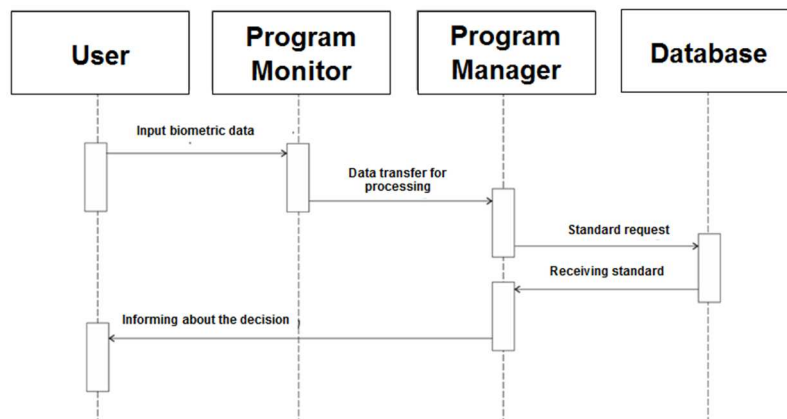 User
Program
Monitor
Program
Manager
Database
Input biometric data
Data transfer for
processing
Standard request
Receiving standard
Informing about the decision